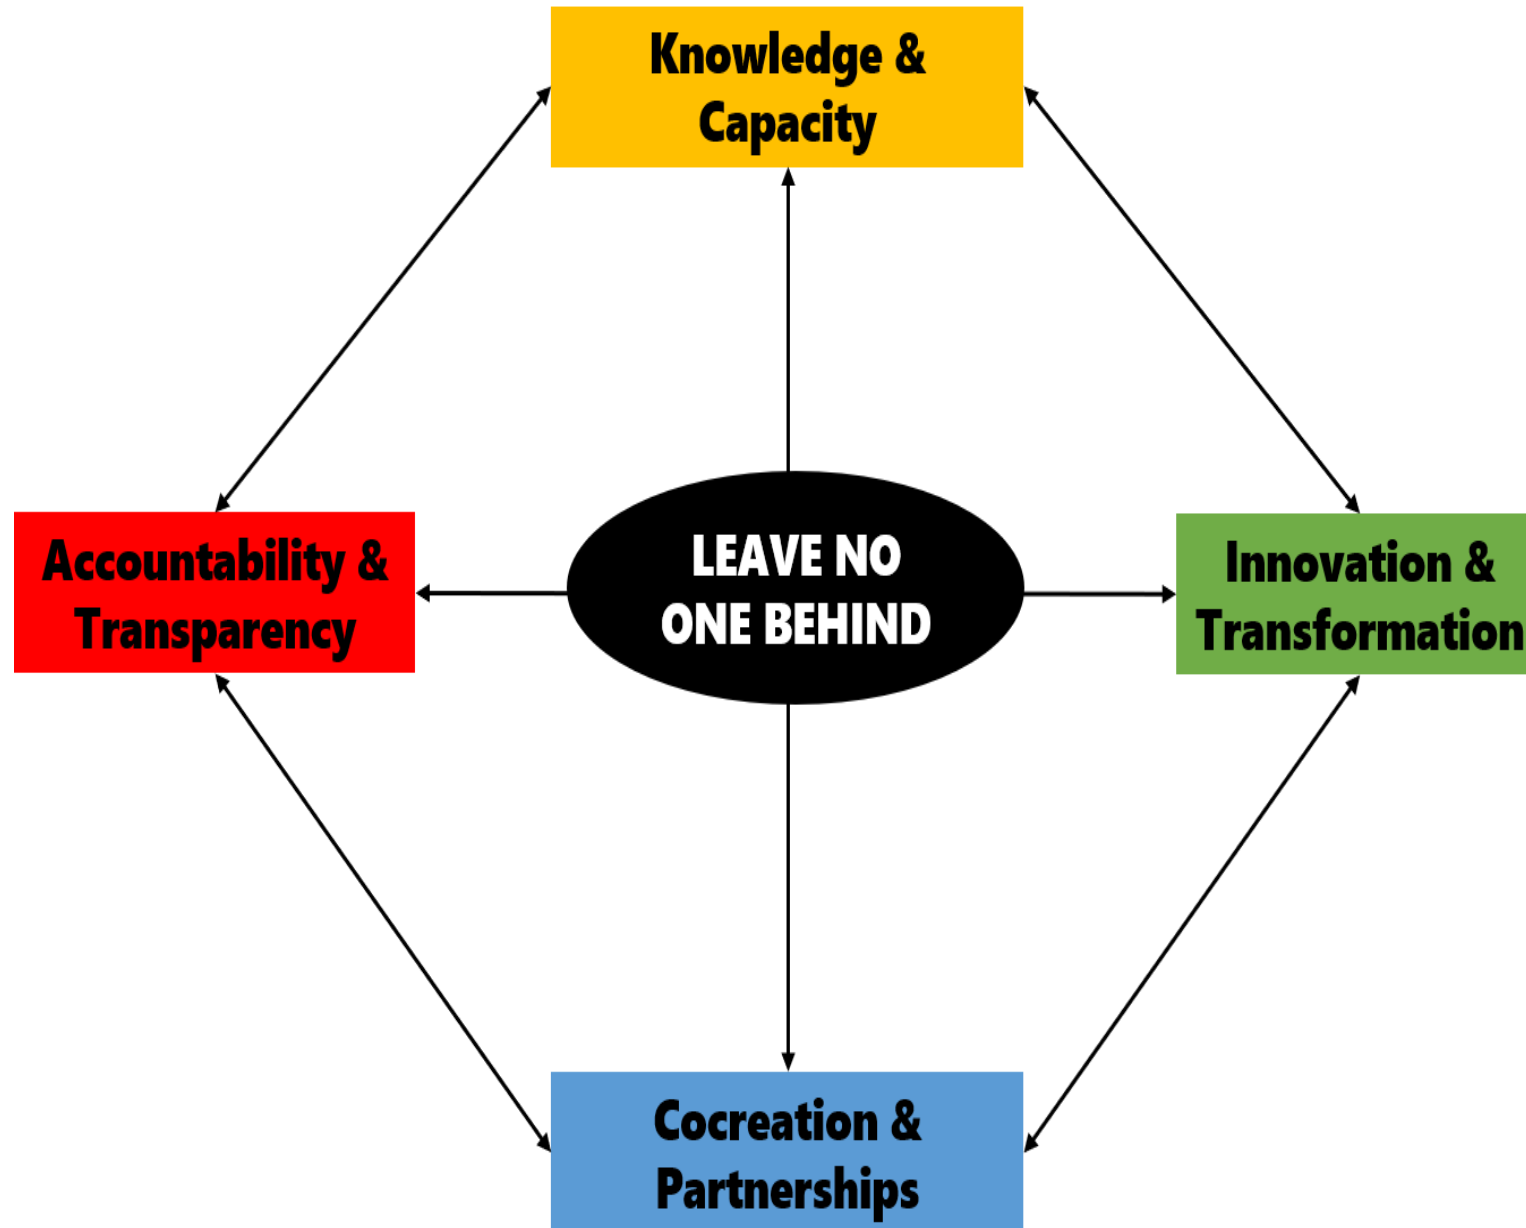 Knowledge &
Capacity
Accountability &
Transparency
LEAVE NO
ONE BEHIND
Innovation &
Transformation
Cocreation &
Partnerships